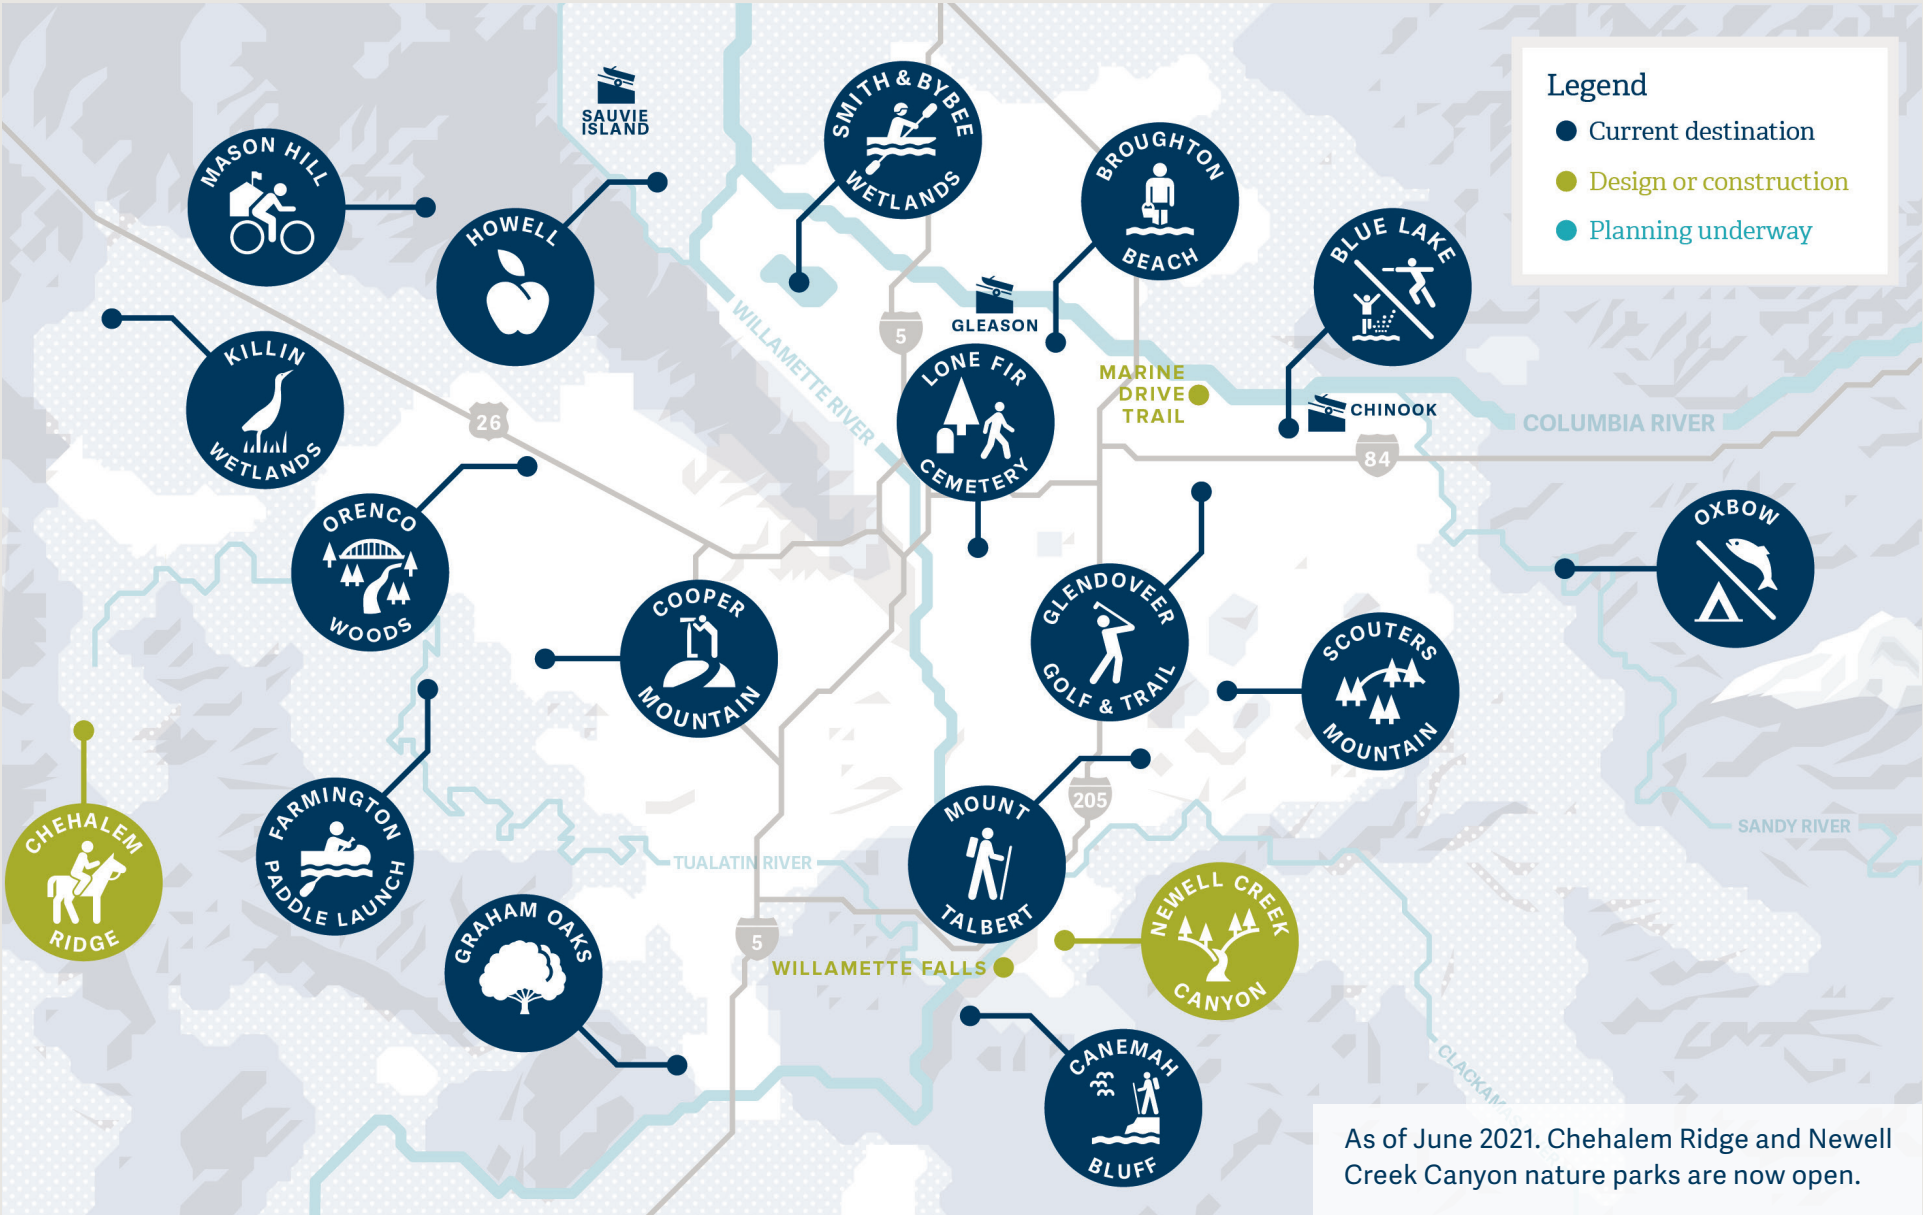 Legend
Current destination
Design or construction
Planning underway
SAUVIE
ISLAND
SMITH & BYBEE
WETLANDS
MASON HILL
HOWELL
BROUGHTON
BEACH
BLUE LAKE
GLEASON
WILLAMETTE RIVER
5
KILLIN
WETLANDS
26
LONE FIR
CEMETERY
MARINE
DRIVE
TRAIL
CHINOOK
COLUMBIA RIVER
84
ORENCO
WOODS
OXBOW
COOPER
MOUNTAIN
GLENDOVEER
GOLF & TRAIL
SCOUTERS
MOUNTAIN
CHEHALEM
RIDGE
FARMINGTON
PADDLE LAUNCH
TUALATIN RIVER
MOUNT
TALBERT
205
SANDY RIVER
GRAHAM OAKS
5
WILLAMETTE FALLS
NEWELL CREEK
CANYON
CANEMAH
BLUFF
As of June 2021. Chehalem Ridge and Newell
Creek Canyon nature parks are now open.